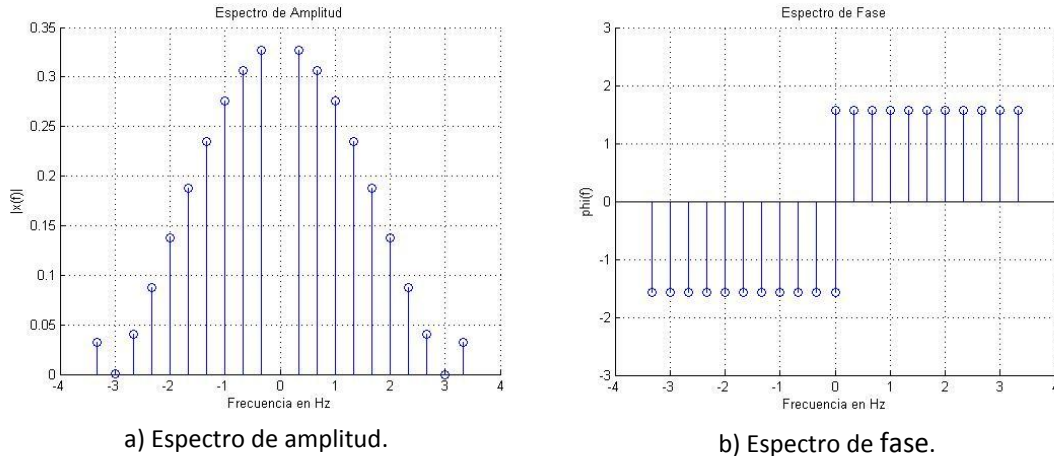 Espectro de Amplitud
0.35
0.3
0.25
0.2
0.15
0.1
0.05
0
|x(f)|
-4 -3 -2 -1 0 1 2 3 4
Frecuencia en Hz
a) Espectro de amplitud.
Espectro de Fase
3
2
1
0
-1
-2
-3
phi(f)
-4 -3 -2 -1 0 1 2 3 4
Frecuencia en Hz
b) Espectro de fase.